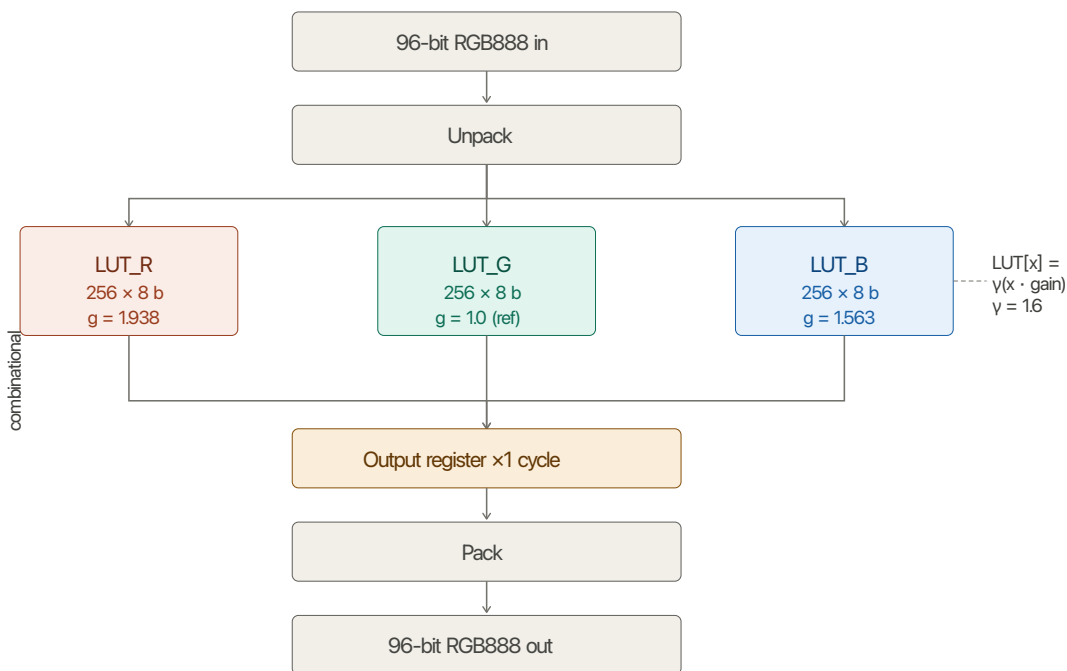 96-bit RGB888 in
Unpack
LUT_R
256 × 8 b
g = 1.938
LUT_G
256 × 8 b
g = 1.0 (ref)
LUT_B
256 × 8 b
g = 1.563
LUT[x] =
γ(x · gain)
γ = 1.6
combinational
Output register ×1 cycle
Pack
96-bit RGB888 out